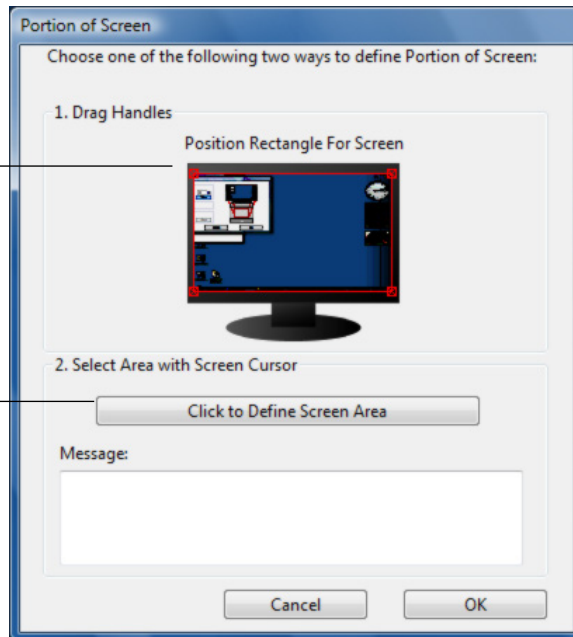 Portion of Screen
Choose one of the following two ways to define Portion of Screen:
1. Drag Handles
Position Rectangle For Screen
2. Select Area with Screen Cursor
Click to Define Screen Area
Message:
Cancel
OK